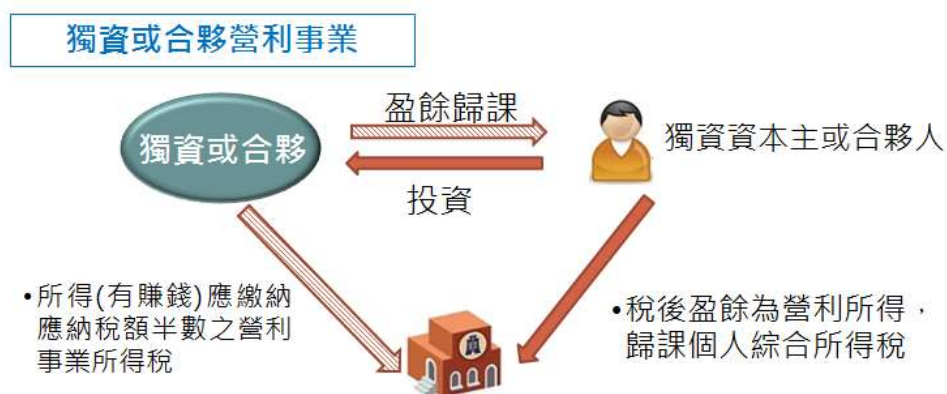 獨資或合夥營利事業
盈餘歸課
獨資或合夥
獨資資本主或合夥人
投資
•所得(有賺錢)應繳納
應納稅額半數之營利
事業所得稅
•稅後盈餘為營利所得，
歸課個人綜合所得稅